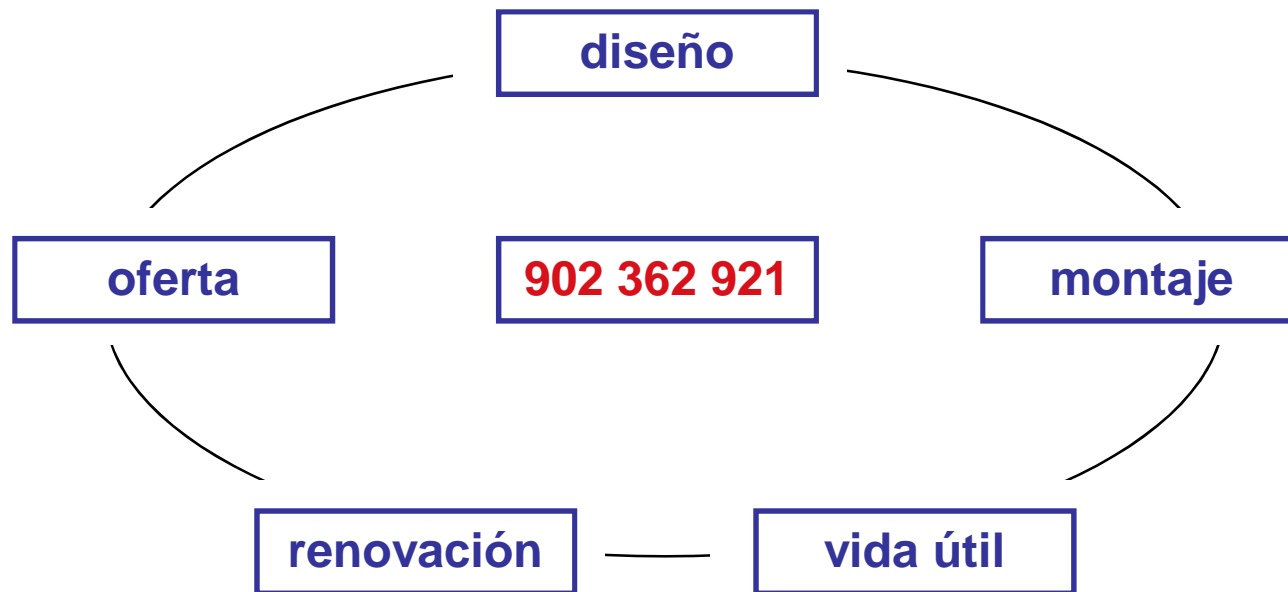 diseño
oferta
902 362 921
montaje
renovación
vida útil